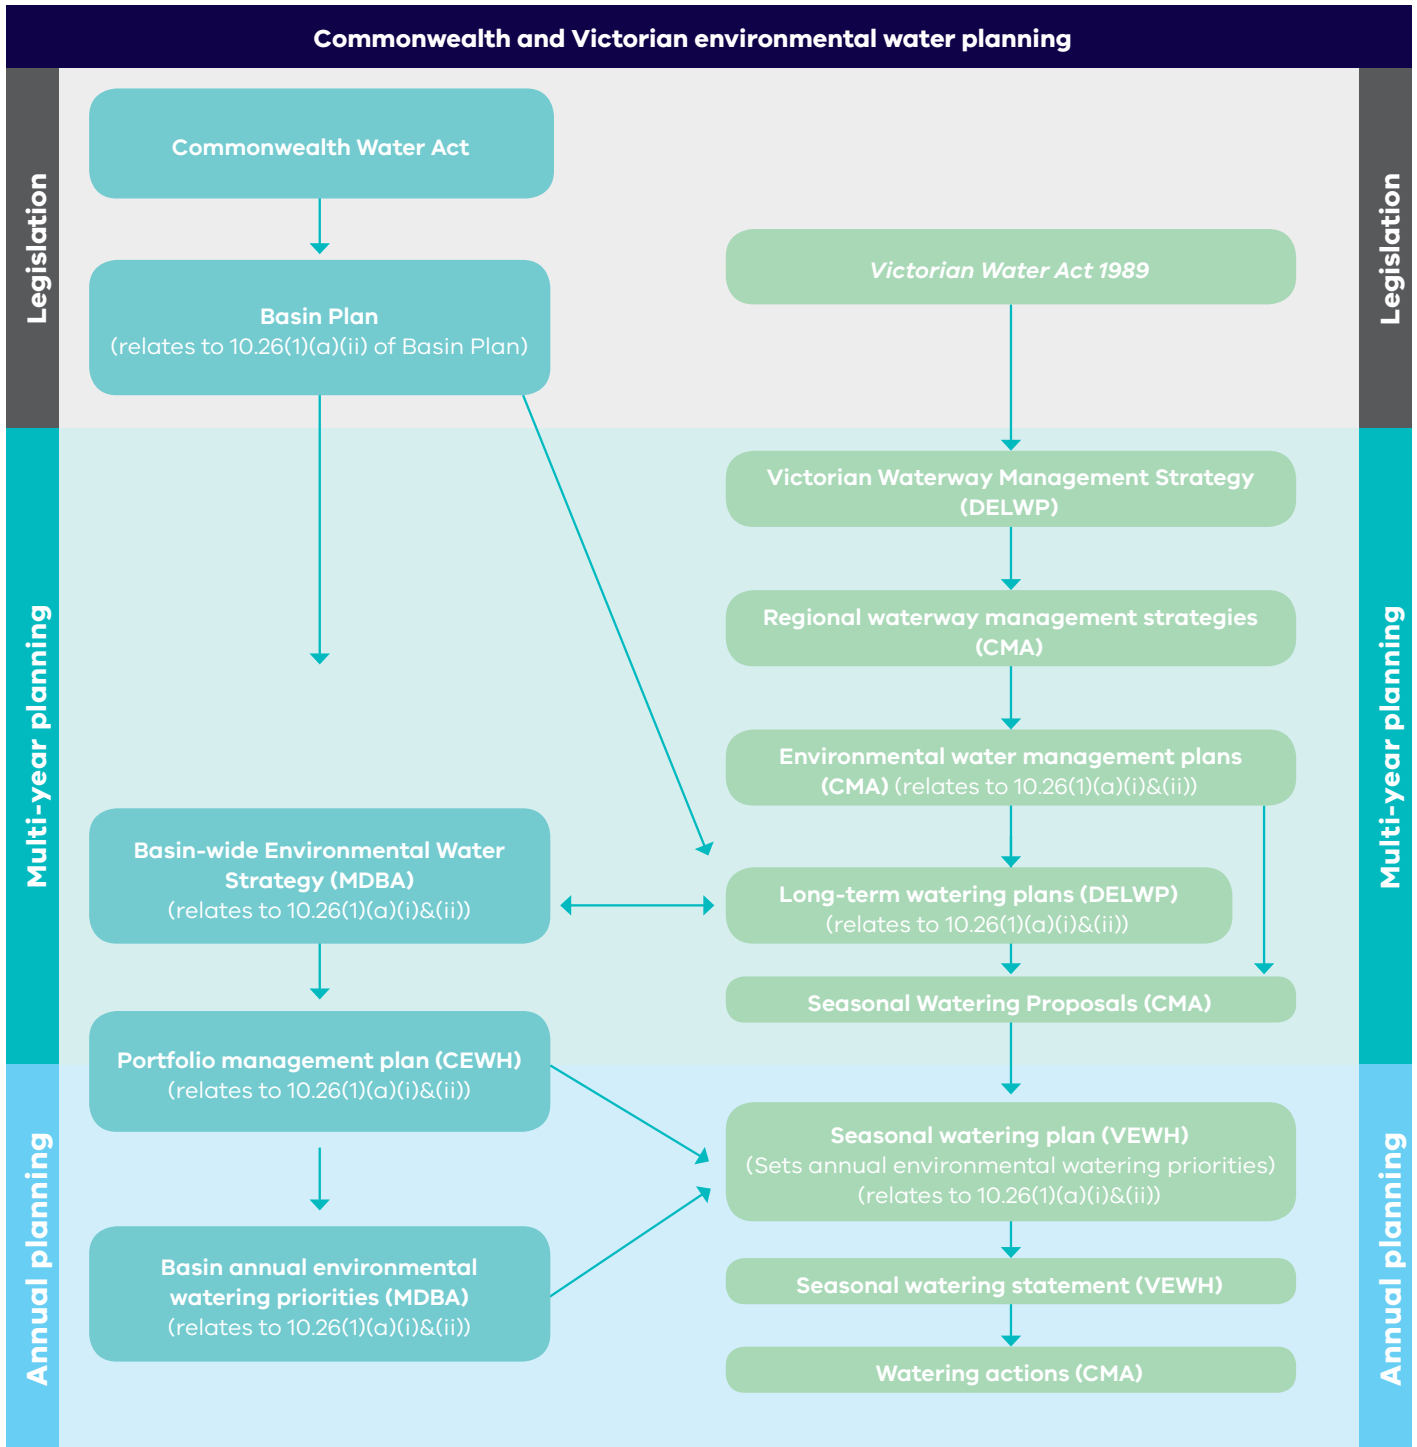 Commonwealth and Victorian environmental water planning
Legislation
Commonwealth Water Act
Basin Plan
(relates to 10.26(1)(a)(ii) of Basin Plan)
Victorian Water Act 1989
Legislation
Multi-year planning
Victorian Waterway Management Strategy
(DELWP)
Regional waterway management strategies
(CMA)
Environmental water management plans
(CMA) (relates to 10.26(1)(a)(i)&(ii))
Basin-wide Environmental Water
Strategy (MDBA)
(relates to 10.26(1)(a)(i)&(ii))
Long-term watering plans (DELWP)
(relates to 10.26(1)(a)(i)&(ii))
Seasonal Watering Proposals (CMA)
Multi-year planning
Portfolio management plan (CEWH)
(relates to 10.26(1)(a)(i)&(ii))
Annual planning
Seasonal watering plan (VEWH)
(Sets annual environmental watering priorities)
(relates to 10.26(1)(a)(i)&(ii))
Basin annual environmental
watering priorities (MDBA)
(relates to 10.26(1)(a)(i)&(ii))
Seasonal watering statement (VEWH)
Watering actions (CMA)
Annual planning